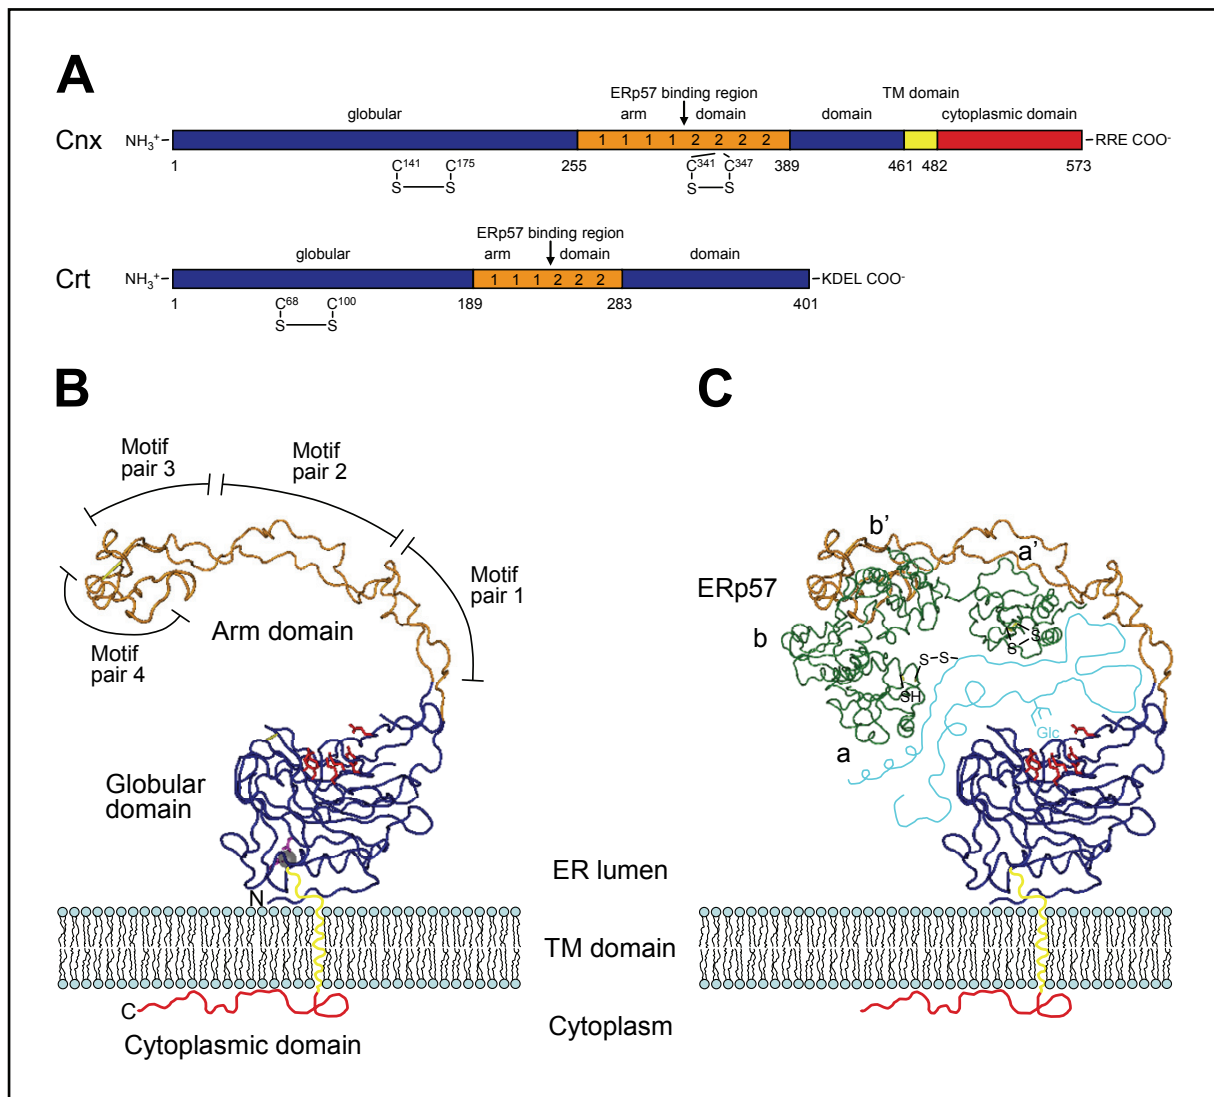 A
ERp57 binding region
TM domain
globular
arm
domain
domain
cytoplasmic domain
Cnx
NH₃⁺
1 1 1 1 2 2 2 2
RRE COO⁻
1
C¹⁴¹
C¹⁷⁵
255
C³⁴¹
C³⁴⁷
389
461
482
573
S
S
S
S
ERp57 binding region
globular
arm
domain
domain
Crt
NH₃⁺
1 1 1 2 2 2
KDEL COO⁻
1
C⁶⁸
C¹⁰⁰
189
283
401
S
S
B
Motif
pair 3
Motif
pair 2
Motif
pair 1
Arm domain
Motif
pair 4
Globular
domain
N
C
Cytoplasmic domain
ER lumen
TM domain
Cytoplasm
C
b'
a'
ERp57
b
S
S
S
S
SH
Glc
a